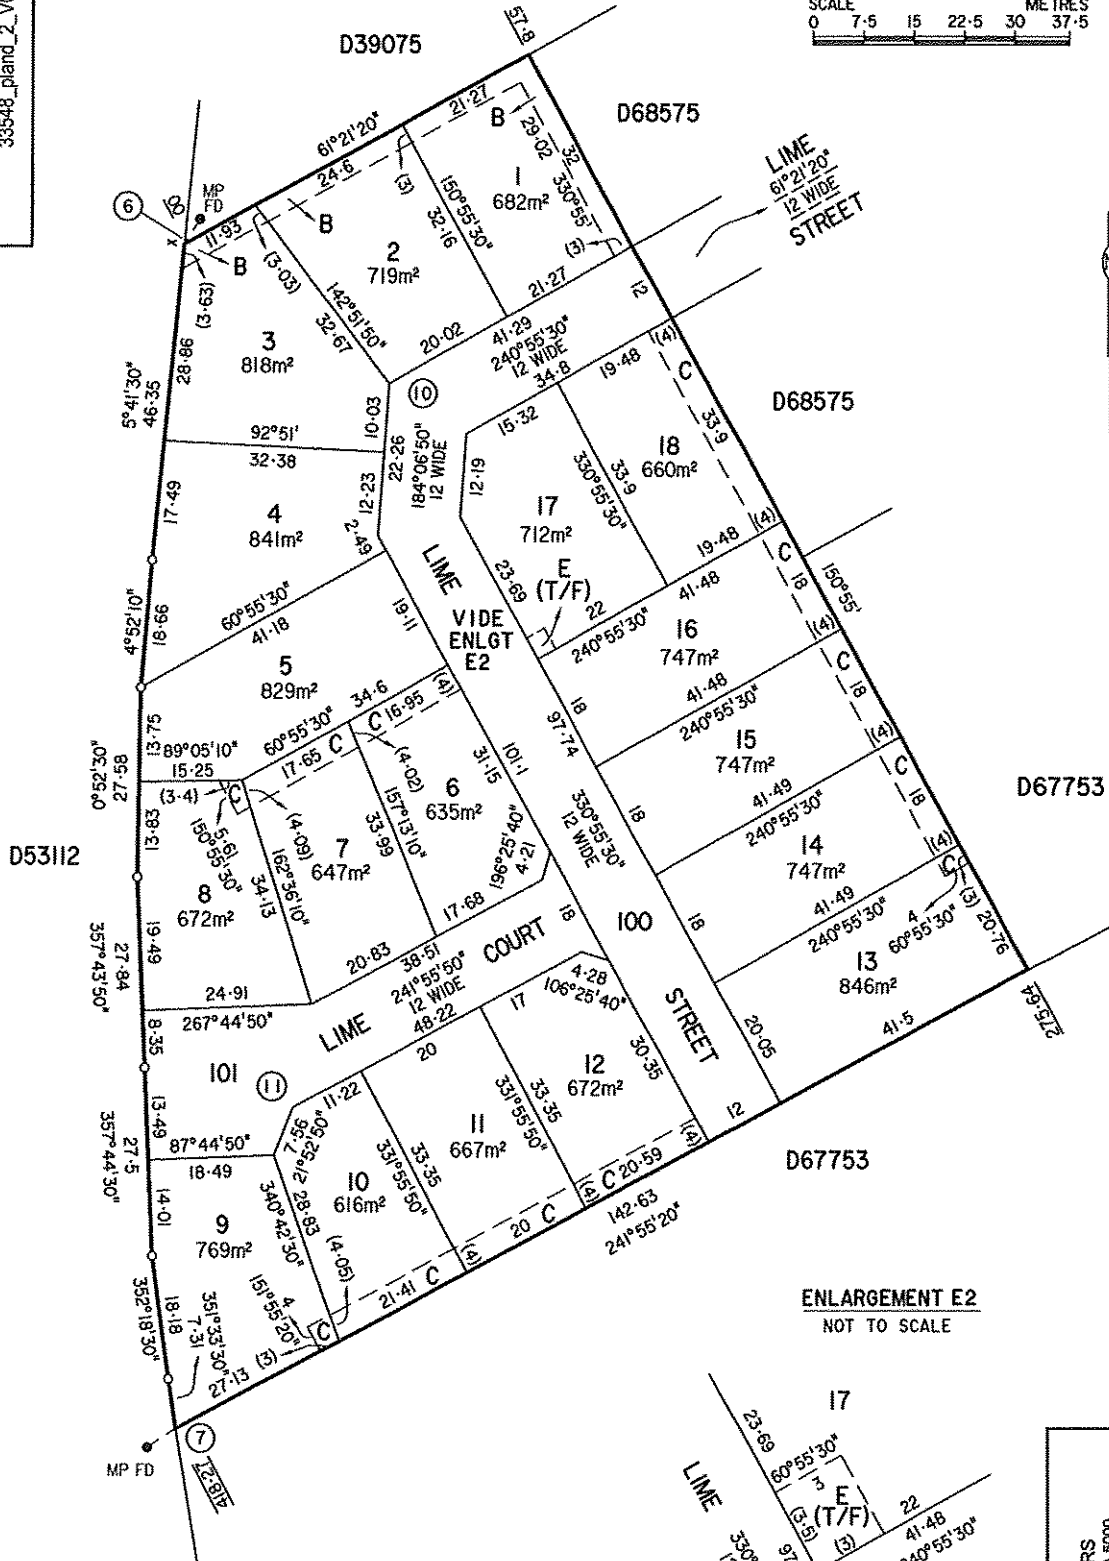 33548_pland_2_V
D39075
57·8
SCALE METRES
0 7·5 15 22·5 30 37·5
D68575
LIME
61°21'20"
12 WIDE
STREET
61°21'20"
21·27
24·6
11·93
B
B
B
(3)
29·02
32
330°55'
(3)
6
MP
FD
x
1
682m²
150°55'30"
32·16
2
719m²
(3·03)
(3·63)
142°51'50"
32·67
21·27
20·02
41·29
240°55'30"
12 WIDE
34·8
12
3
818m²
28·86
5°41'30"
46·35
10
10·03
22·26
184°06'50"
12 WIDE
92°51'
32·38
12·23
2·49
17·49
4
841m²
4°52'10"
18·66
60°55'30"
41·18
19·11
D68575
(4)
C
33·9
19·48
15·32
12·19
18
660m²
330°55'30"
33·9
17
712m²
(4)
19·48
23·69
E
(T/F)
22
41·48
240°55'30"
LIME
VIDE
ENLGT
E2
16
747m²
C
18
150°55'
(4)
18
97·74
41·48
240°55'30"
C
18
15
747m²
(4)
18
330°55'30"
12 WIDE
41·49
240°55'30"
C
18
14
747m²
(4)
18
41·49
240°55'30"
C
4
60°55'30"
(3)
20·76
13
846m²
D67753
5
829m²
13·75
0°25'30"
27·58
89°05'10"
15·25
60°55'30"
34·6
C
16·95
(4)
C
17·65
(4·02)
(3·4)
C
(4·09)
101·1
31·15
D53112
13·83
5·61
150°55'30"
8
672m²
34·13
162°36'10"
7
647m²
157°13'10"
33·99
6
635m²
196°25'40"
4·21
17·68
18
100
19·49
27·84
357°43'50"
20·83
38·51
241°55'50"
12 WIDE
48·22
LIME
COURT
24·91
267°44'50"
8·35
101
11
13·49
27·5
357°44'30"
87°44'50"
18·49
7·56
21°52'50"
11·22
20
17
4·28
106°25'40"
STREET
20·05
275·64
41·5
12
672m²
30·35
33·35
331°55'50"
12
11
667m²
33·35
331°55'50"
10
616m²
28·83
340°42'30"
(4·05)
14·01
9
769m²
(4)
C
20·59
(4)
20
C
(4)
21·41
C
142·63
241°55'20"
D67753
352°18'30"
18·18
351°33'30"
7·31
4
151°55'20"
C
(3)
27·13
7
MP FD
418·27
ENLARGEMENT E2
NOT TO SCALE
17
23·69
60°55'30"
3
LIME
E
(T/F)
(3·5)
(3)
22
41·48
240°55'30"
330°
97
RS